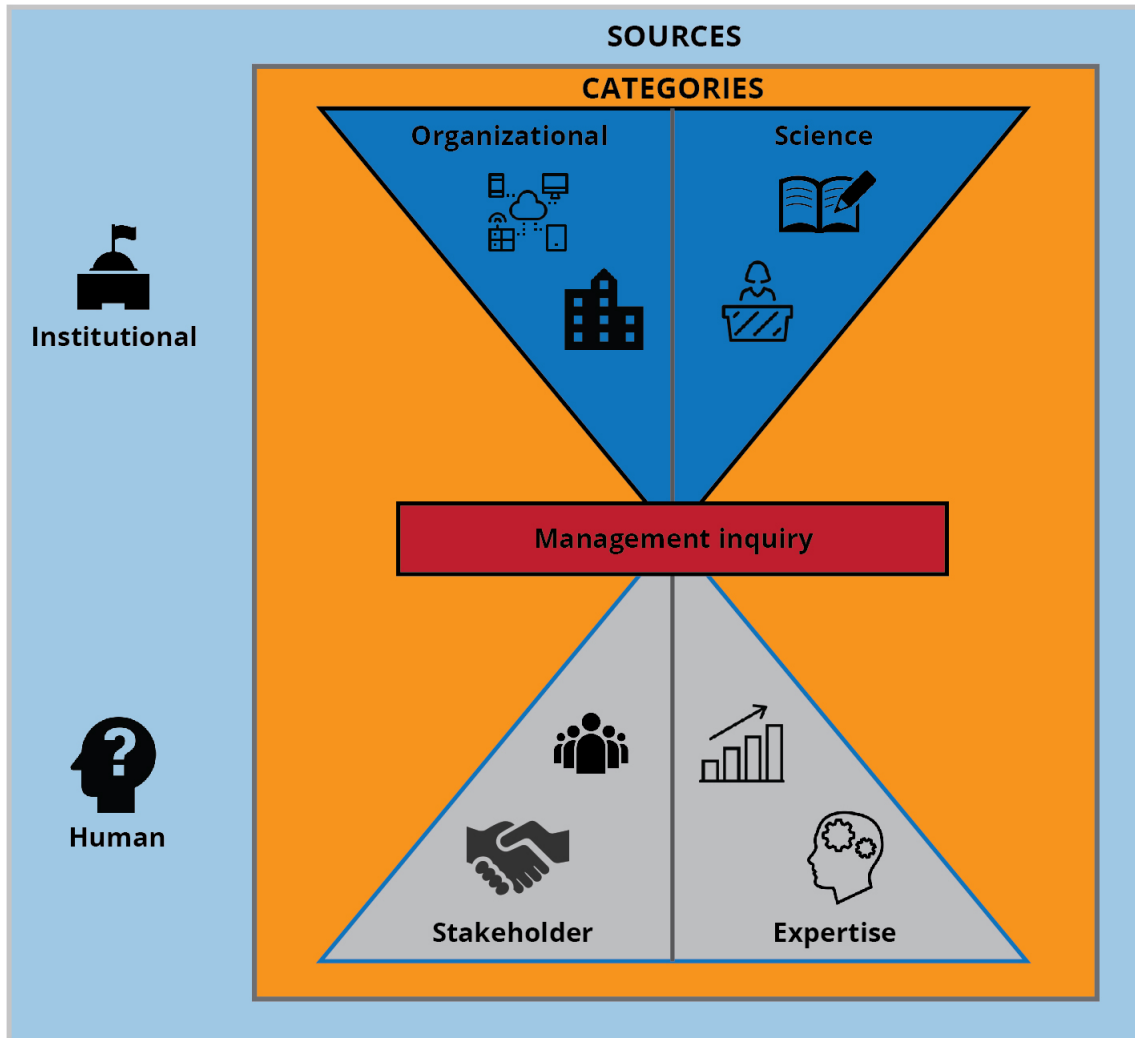 SOURCES
CATEGORIES
Organizational
Science
Institutional
Management inquiry
?
Human
Stakeholder
Expertise